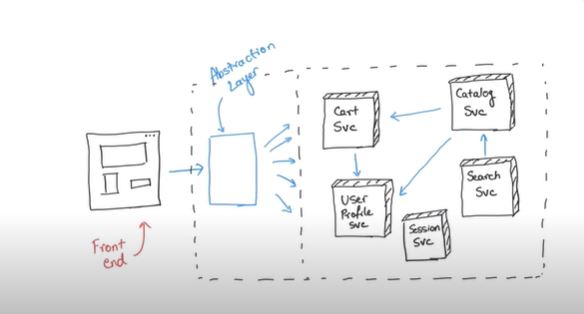 Abstraction
Layer
Cart
Svc
Catalog
Svc
Search
Svc
User
Profile
Svc
Session
Svc
Front
end